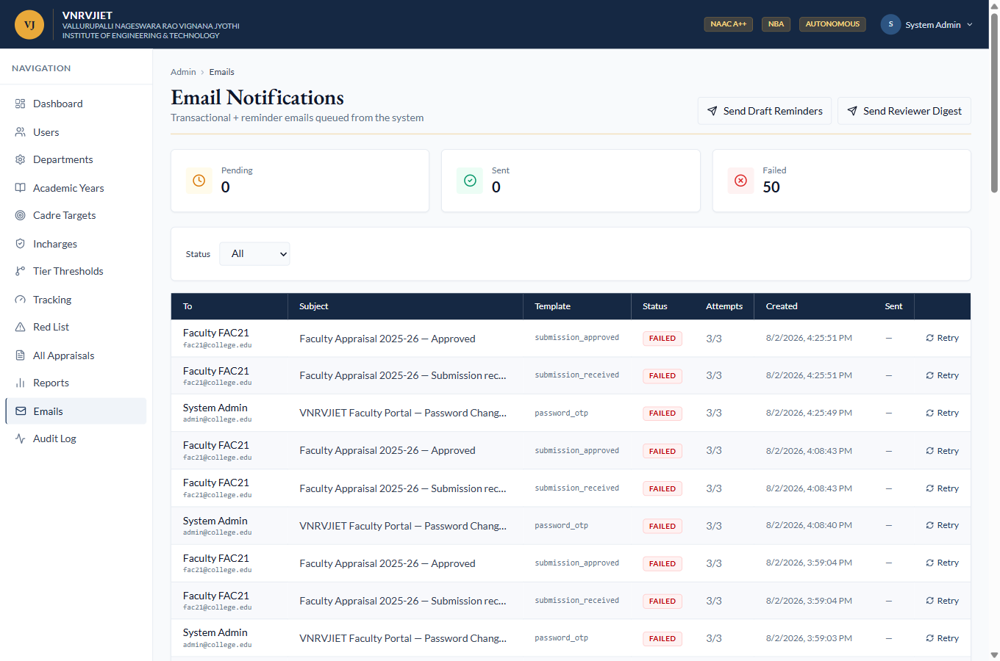 VJ
VNRVJIET
VALLURUPALLI NAGESWARA RAO VIGNANA JYOTHI
INSTITUTE OF ENGINEERING & TECHNOLOGY
NAAC A++ NBA AUTONOMOUS S System Admin
NAVIGATION
Dashboard
Users
Departments
Academic Years
Cadre Targets
Incharges
Tier Thresholds
Tracking
Red List
All Appraisals
Reports
Emails
Audit Log
Admin › Emails
Email Notifications
Transactional + reminder emails queued from the system
Send Draft Reminders Send Reviewer Digest
Pending
0
Sent
0
Failed
50
Status All
To Subject Template Status Attempts Created Sent
Faculty FAC21
fac21@college.edu
Faculty Appraisal 2025-26 — Approved submission_approved FAILED 3/3 8/2/2026, 4:25:51 PM — Retry
Faculty FAC21
fac21@college.edu
Faculty Appraisal 2025-26 — Submission rec... submission_received FAILED 3/3 8/2/2026, 4:25:51 PM — Retry
System Admin
admin@college.edu
VNRVJIET Faculty Portal — Password Chang... password_otp FAILED 3/3 8/2/2026, 4:25:49 PM — Retry
Faculty FAC21
fac21@college.edu
Faculty Appraisal 2025-26 — Approved submission_approved FAILED 3/3 8/2/2026, 4:08:43 PM — Retry
Faculty FAC21
fac21@college.edu
Faculty Appraisal 2025-26 — Submission rec... submission_received FAILED 3/3 8/2/2026, 4:08:43 PM — Retry
System Admin
admin@college.edu
VNRVJIET Faculty Portal — Password Chang... password_otp FAILED 3/3 8/2/2026, 4:08:40 PM — Retry
Faculty FAC21
fac21@college.edu
Faculty Appraisal 2025-26 — Approved submission_approved FAILED 3/3 8/2/2026, 3:59:04 PM — Retry
Faculty FAC21
fac21@college.edu
Faculty Appraisal 2025-26 — Submission rec... submission_received FAILED 3/3 8/2/2026, 3:59:04 PM — Retry
System Admin
admin@college.edu
VNRVJIET Faculty Portal — Password Chang... password_otp FAILED 3/3 8/2/2026, 3:59:03 PM — Retry